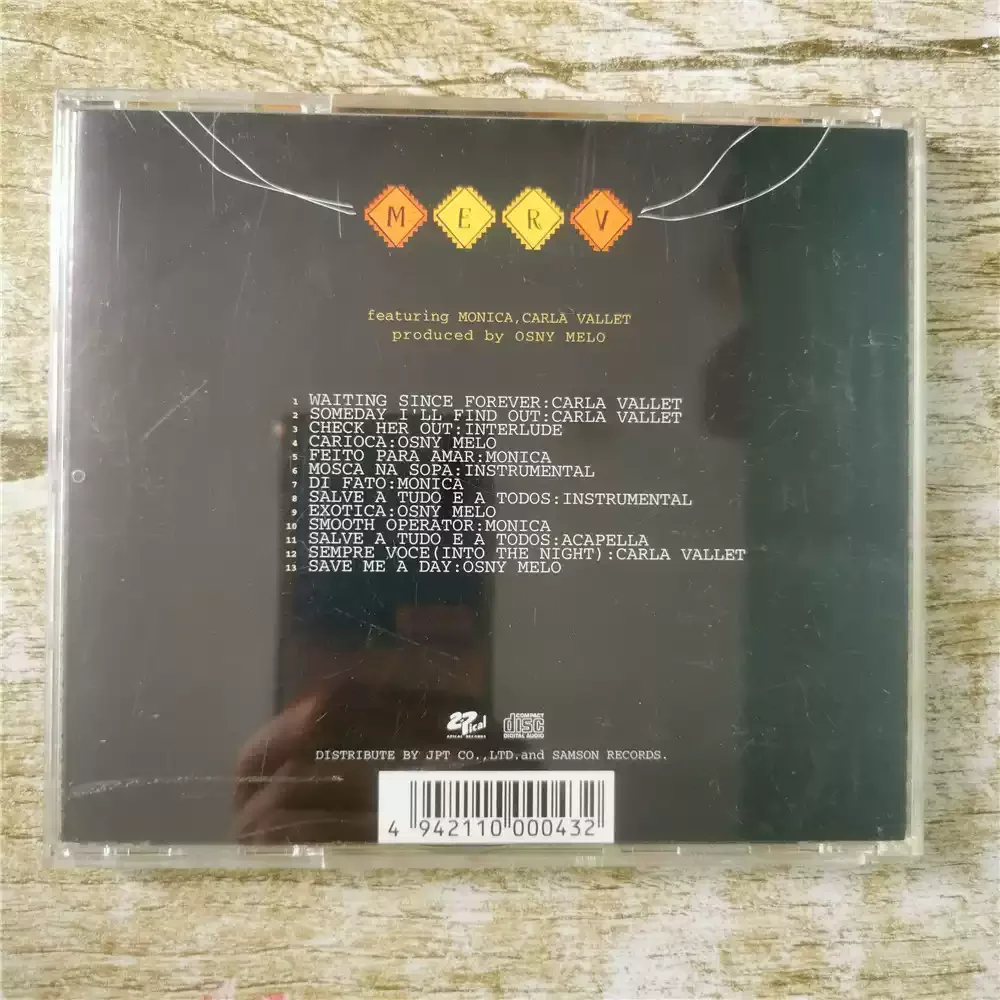 M E R V
featuring MONICA,CARLA VALLET
produced by OSNY MELO
1 WAITING SINCE FOREVER:CARLA VALLET
2 SOMEDAY I'LL FIND OUT:CARLA VALLET
3 CHECK HER OUT:INTERLUDE
4 CARIOCA:OSNY MELO
5 FEITO PARA AMAR:MONICA
6 MOSCA NA SOPA:INSTRUMENTAL
7 DI FATO:MONICA
8 SALVE A TUDO E A TODOS:INSTRUMENTAL
9 EXOTICA:OSNY MELO
10 SMOOTH OPERATOR:MONICA
11 SALVE A TUDO E A TODOS:ACAPELLA
12 SEMPRE VOCE(INTO THE NIGHT):CARLA VALLET
13 SAVE ME A DAY:OSNY MELO
COMPACT
disc
DIGITAL AUDIO
DISTRIBUTE BY JPT CO.,LTD.and SAMSON RECORDS.
4 942110 000432